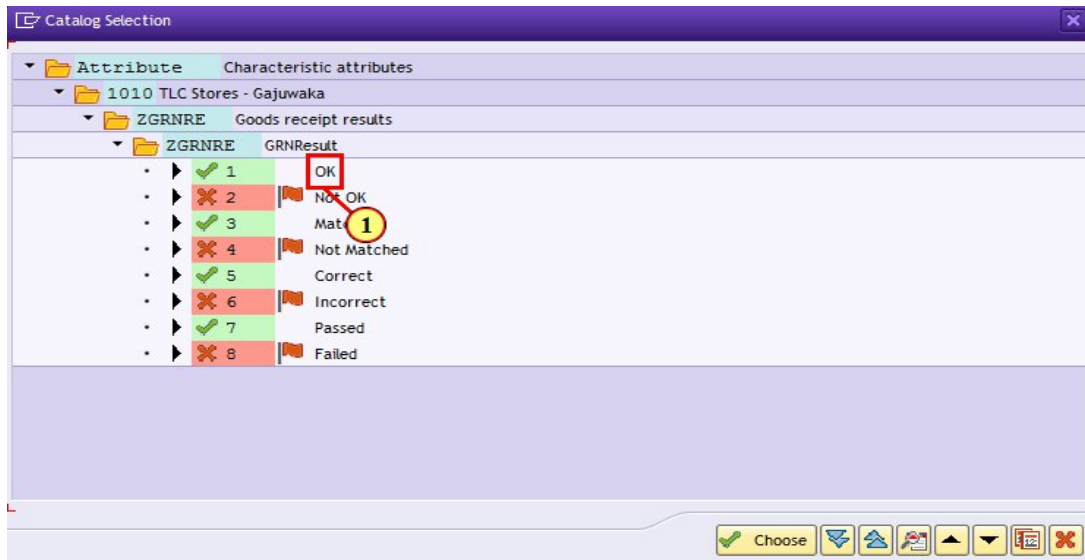 Catalog Selection
Attribute Characteristic attributes
1010 TLC Stores - Gajuwaka
ZGRNRE Goods receipt results
ZGRNRE GRNResult
1 OK
2 Not OK
3
1
4 Not Matched
5 Correct
6 Incorrect
7 Passed
8 Failed
Choose